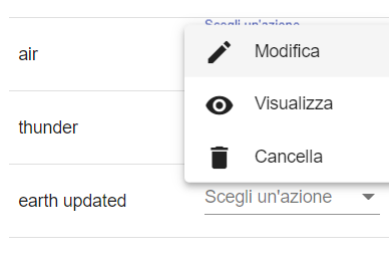 Scegli un'azione
air
Modifica
Visualizza
thunder
Cancella
earth updated
Scegli un'azione